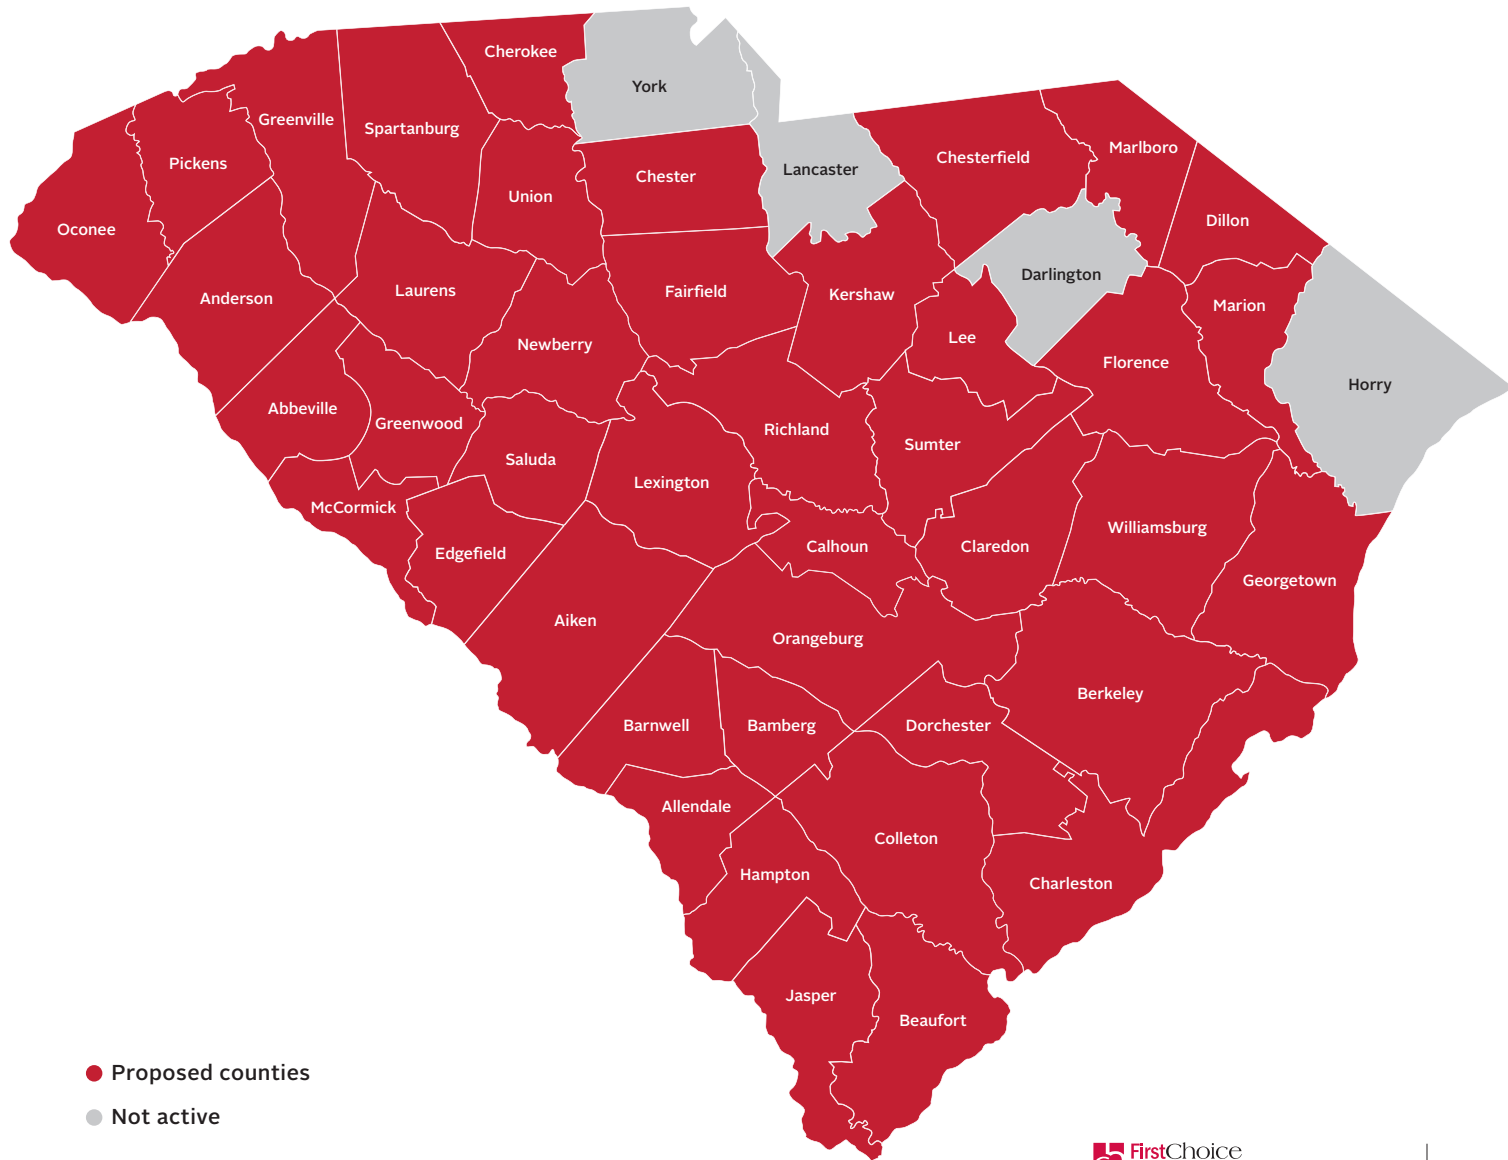 Cherokee
York
Greenville
Spartanburg
Marlboro
Chesterfield
Pickens
Lancaster
Chester
Union
Dillon
Oconee
Darlington
Laurens
Fairfield
Kershaw
Anderson
Marion
Lee
Newberry
Florence
Horry
Abbeville
Greenwood
Richland
Sumter
Saluda
Lexington
McCormick
Williamsburg
Calhoun
Claredon
Edgefield
Georgetown
Aiken
Orangeburg
Berkeley
Barnwell
Bamberg
Dorchester
Allendale
Colleton
Hampton
Charleston
Jasper
Beaufort
Proposed counties
Not active
FirstChoice